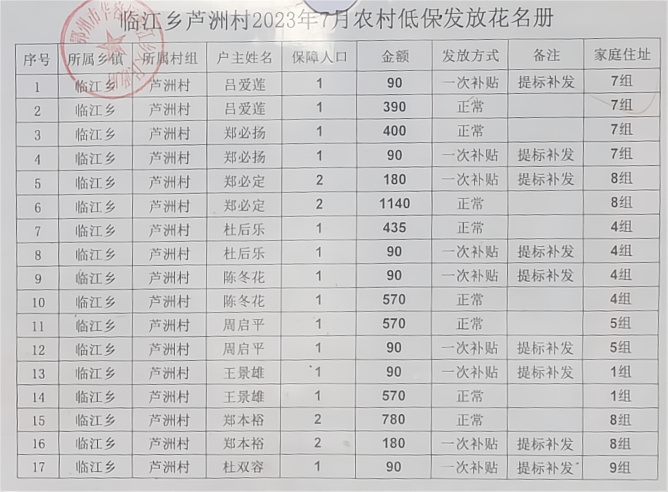 临江乡芦洲村2023年7月农村低保发放花名册
序号 所属乡镇 所属村组 户主姓名 保障人口 金额 发放方式 备注 家庭住址
1 临江乡 芦洲村 吕爱莲 1 90 一次补贴 提标补发 7组
2 临江乡 芦洲村 吕爱莲 1 390 正常 7组
3 临江乡 芦洲村 郑必扬 1 400 正常 7组
4 临江乡 芦洲村 郑必扬 1 90 一次补贴 提标补发 7组
5 临江乡 芦洲村 郑必定 2 180 一次补贴 提标补发 8组
6 临江乡 芦洲村 郑必定 2 1140 正常 8组
7 临江乡 芦洲村 杜后乐 1 435 正常 4组
8 临江乡 芦洲村 杜后乐 1 90 一次补贴 提标补发 4组
9 临江乡 芦洲村 陈冬花 1 90 一次补贴 提标补发 4组
10 临江乡 芦洲村 陈冬花 1 570 正常 4组
11 临江乡 芦洲村 周启平 1 570 正常 5组
12 临江乡 芦洲村 周启平 1 90 一次补贴 提标补发 5组
13 临江乡 芦洲村 王景雄 1 90 一次补贴 提标补发 1组
14 临江乡 芦洲村 王景雄 1 570 正常 1组
15 临江乡 芦洲村 郑本裕 2 780 正常 8组
16 临江乡 芦洲村 郑本裕 2 180 一次补贴 提标补发 8组
17 临江乡 芦洲村 杜双容 1 90 一次补贴 提标补发 9组